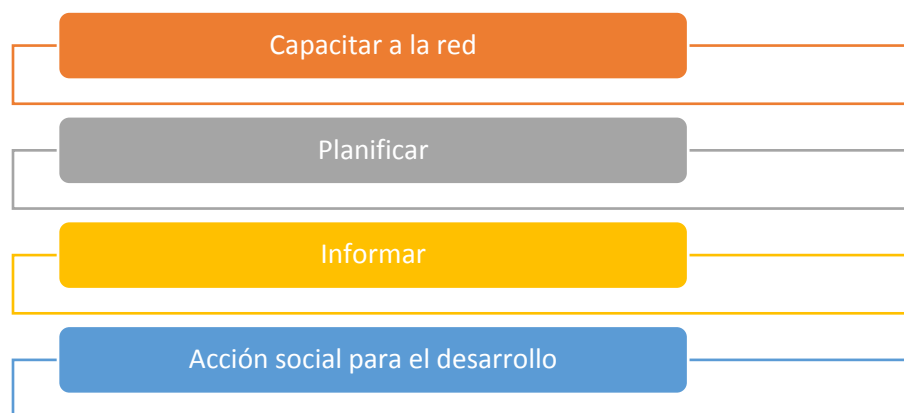 Capacitar a la red
Planificar
Informar
Acción social para el desarrollo